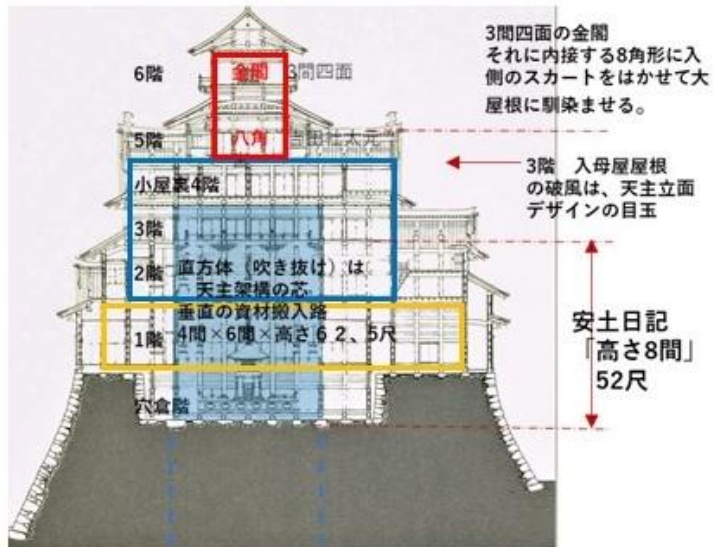 3間四面の金閣
それに内接する8角形に入
側のスカートをはかせて大
屋根に馴染ませる。
6階
金閣 3間四面
5階
八角
3階 入母屋屋根
の破風は、天主立面
デザインの目玉
小屋裏4階
3階
2階
直方体（吹き抜け）は
天主架構の芯
垂直の資材搬入路
4間×6間×高さ６２、5尺
1階
穴倉階
安土日記
「高さ8間」
52尺